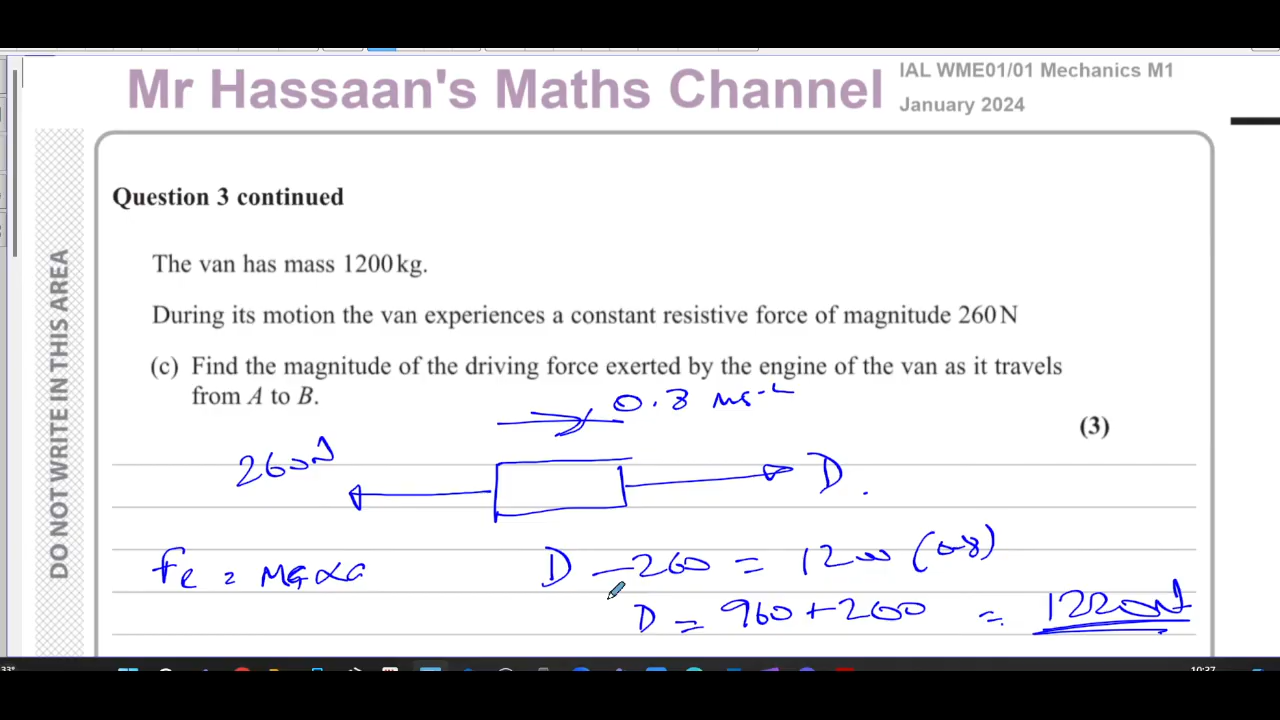 Mr Hassaan's Maths Channel
IAL WME01/01 Mechanics M1
January 2024
DO NOT WRITE IN THIS AREA
Question 3 continued
The van has mass 1200 kg.
During its motion the van experiences a constant resistive force of magnitude 260 N
(c) Find the magnitude of the driving force exerted by the engine of the van as it travels
from A to B.
(3)
0.8 ms⁻²
260N
D.
D - 260 = 1200 (0.8)
D = 960 + 260 = 1220N
33°
10:37